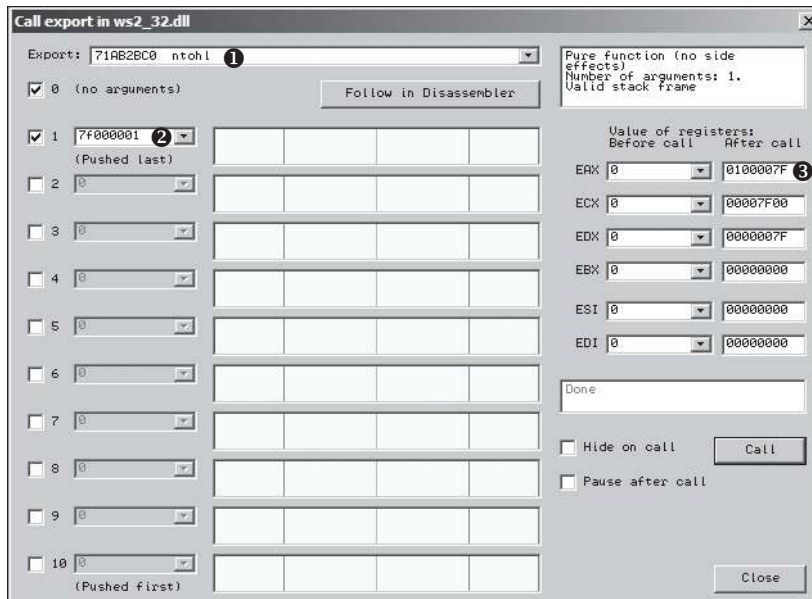 Call export in ws2_32.dll
Export: 71AB2BC0 ntohl ❶
0 (no arguments)
Follow in Disassembler
Pure function (no side
effects)
Number of arguments: 1.
Valid stack frame
1 7f000001 ❷
(Pushed last)
2 0
3 0
4 0
5 0
6 0
7 0
8 0
9 0
10 0
(Pushed first)
Value of registers:
Before call After call
EAX 0 0100007F ❸
ECX 0 00007F00
EDX 0 0000007F
EBX 0 00000000
ESI 0 00000000
EDI 0 00000000
Done
Hide on call
Call
Pause after call
Close